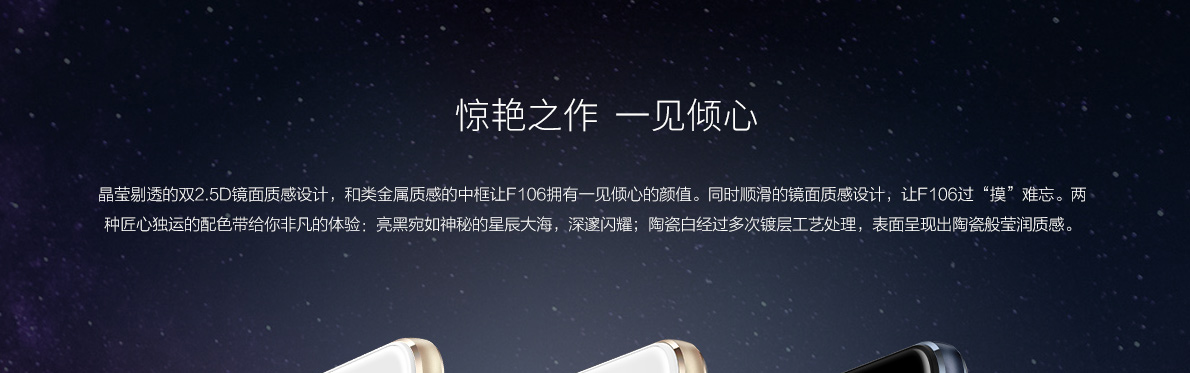 惊艳之作 一见倾心
晶莹剔透的双2.5D镜面质感设计，和类金属质感的中框让F106拥有一见倾心的颜值。同时顺滑的镜面质感设计，让F106过“摸”难忘。两
种匠心独运的配色带给你非凡的体验：亮黑宛如神秘的星辰大海，深邃闪耀；陶瓷白经过多次镀层工艺处理，表面呈现出陶瓷般莹润质感。